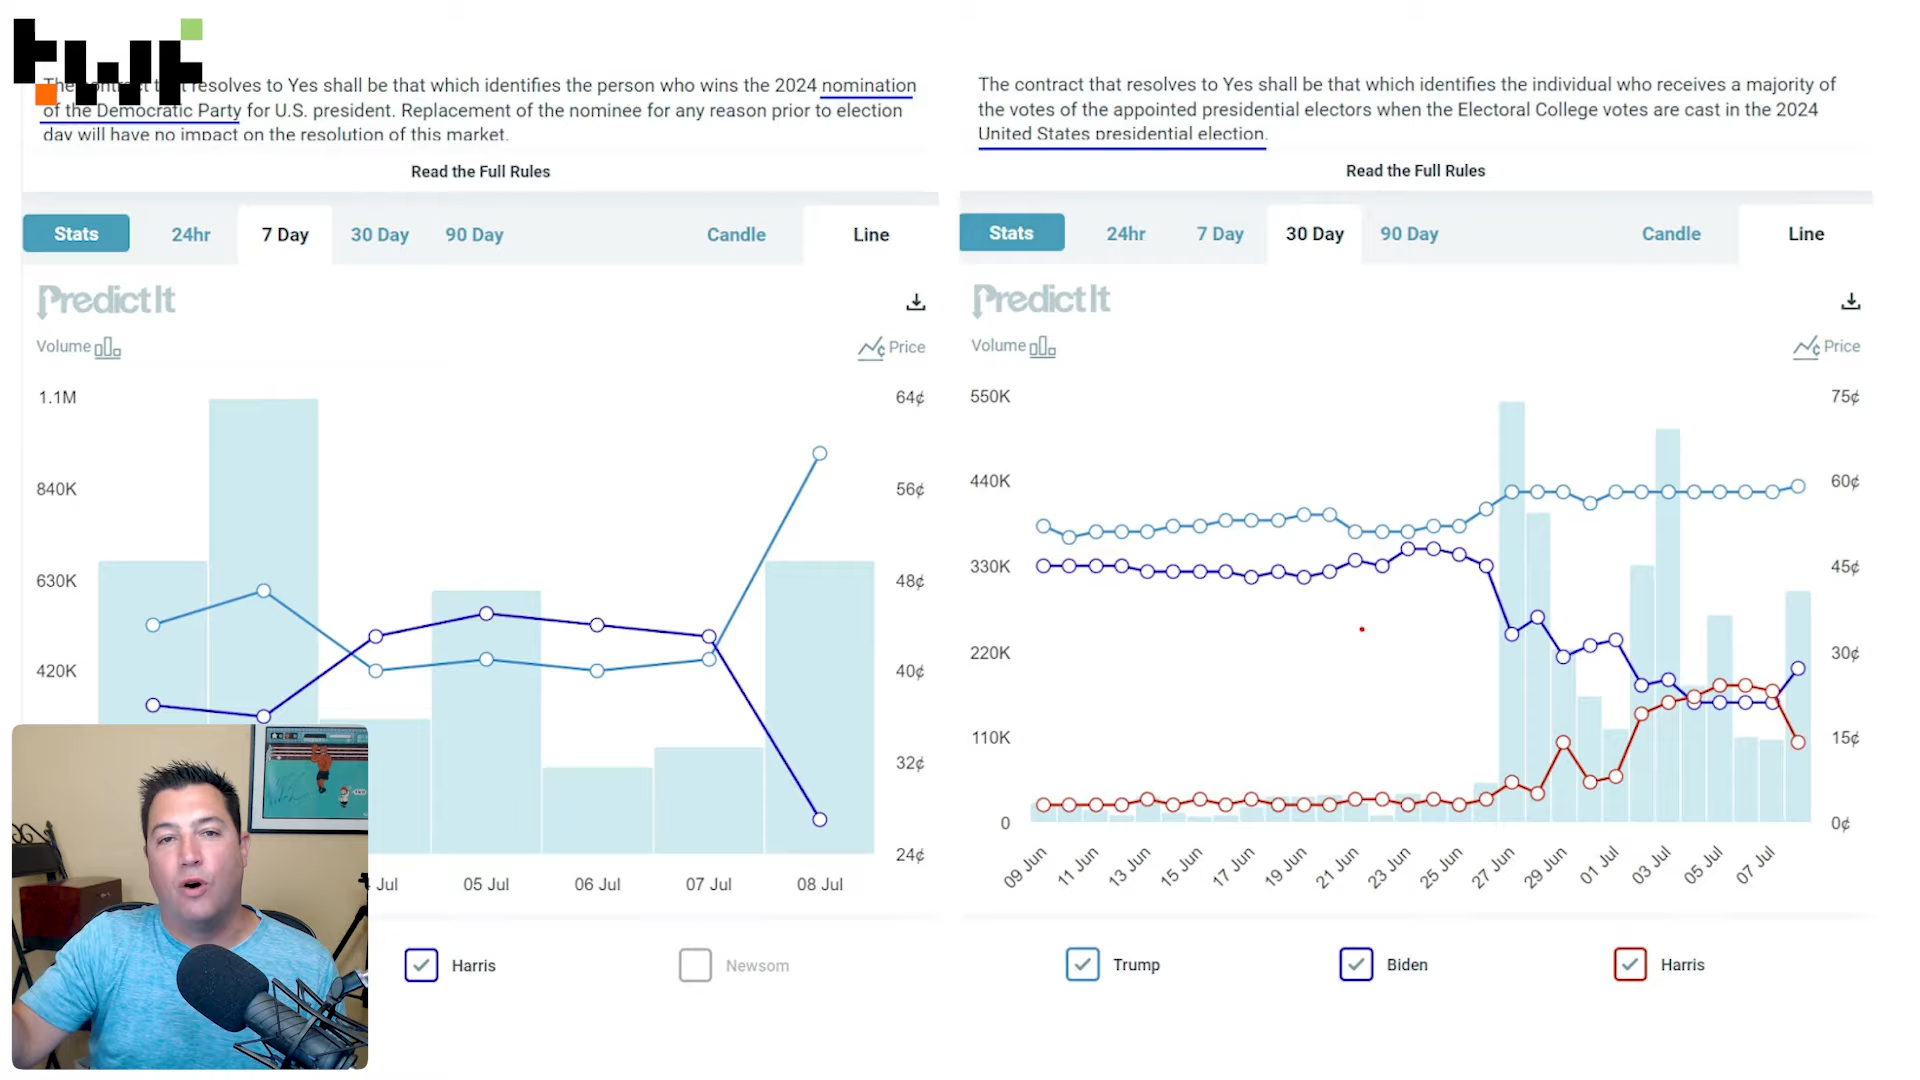 twf
The contract that resolves to Yes shall be that which identifies the person who wins the 2024 nomination
of the Democratic Party for U.S. president. Replacement of the nominee for any reason prior to election
day will have no impact on the resolution of this market.
Read the Full Rules
Stats 24hr 7 Day 30 Day 90 Day Candle Line
PredictIt
Volume Price
1.1M 64¢
840K 56¢
630K 48¢
420K 40¢
32¢
24¢
Jul 05 Jul 06 Jul 07 Jul 08 Jul
Harris Newsom
The contract that resolves to Yes shall be that which identifies the individual who receives a majority of
the votes of the appointed presidential electors when the Electoral College votes are cast in the 2024
United States presidential election.
Read the Full Rules
Stats 24hr 7 Day 30 Day 90 Day Candle Line
PredictIt
Volume Price
550K 75¢
440K 60¢
330K 45¢
220K 30¢
110K 15¢
0 0¢
09 Jun 11 Jun 13 Jun 15 Jun 17 Jun 19 Jun 21 Jun 23 Jun 25 Jun 27 Jun 29 Jun 01 Jul 03 Jul 05 Jul 07 Jul
Trump Biden Harris